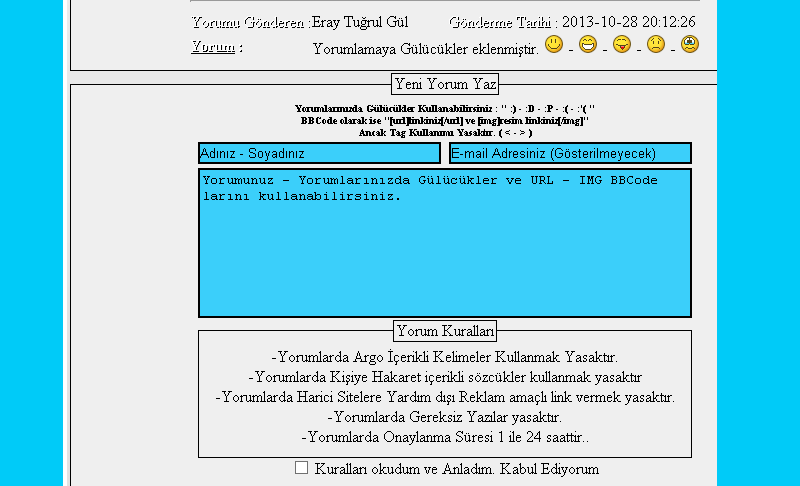 Yorumu Gönderen :Eray Tuğrul Gül Gönderme Tarihi : 2013-10-28 20:12:26
Yorum : Yorumlamaya Gülücükler eklenmiştir. - - - -
Yeni Yorum Yaz
Yorumlarınızda Gülücükler Kullanabilirsiniz : " :) - :D - :P - :( - :'( "
BBCode olarak ise "[url]linkiniz[/url] ve [img]resim linkiniz[/img]"
Ancak Tag Kullanımı Yasaktır. ( < - > )
Adınız - Soyadınız E-mail Adresiniz (Gösterilmeyecek)
Yorumunuz - Yorumlarınızda Gülücükler ve URL - IMG BBCode
larını kullanabilirsiniz.
Yorum Kuralları
-Yorumlarda Argo İçerikli Kelimeler Kullanmak Yasaktır.
-Yorumlarda Kişiye Hakaret içerikli sözcükler kullanmak yasaktır
-Yorumlarda Harici Sitelere Yardım dışı Reklam amaçlı link vermek yasaktır.
-Yorumlarda Gereksiz Yazılar yasaktır.
-Yorumlarda Onaylanma Süresi 1 ile 24 saattir..
Kuralları okudum ve Anladım. Kabul Ediyorum